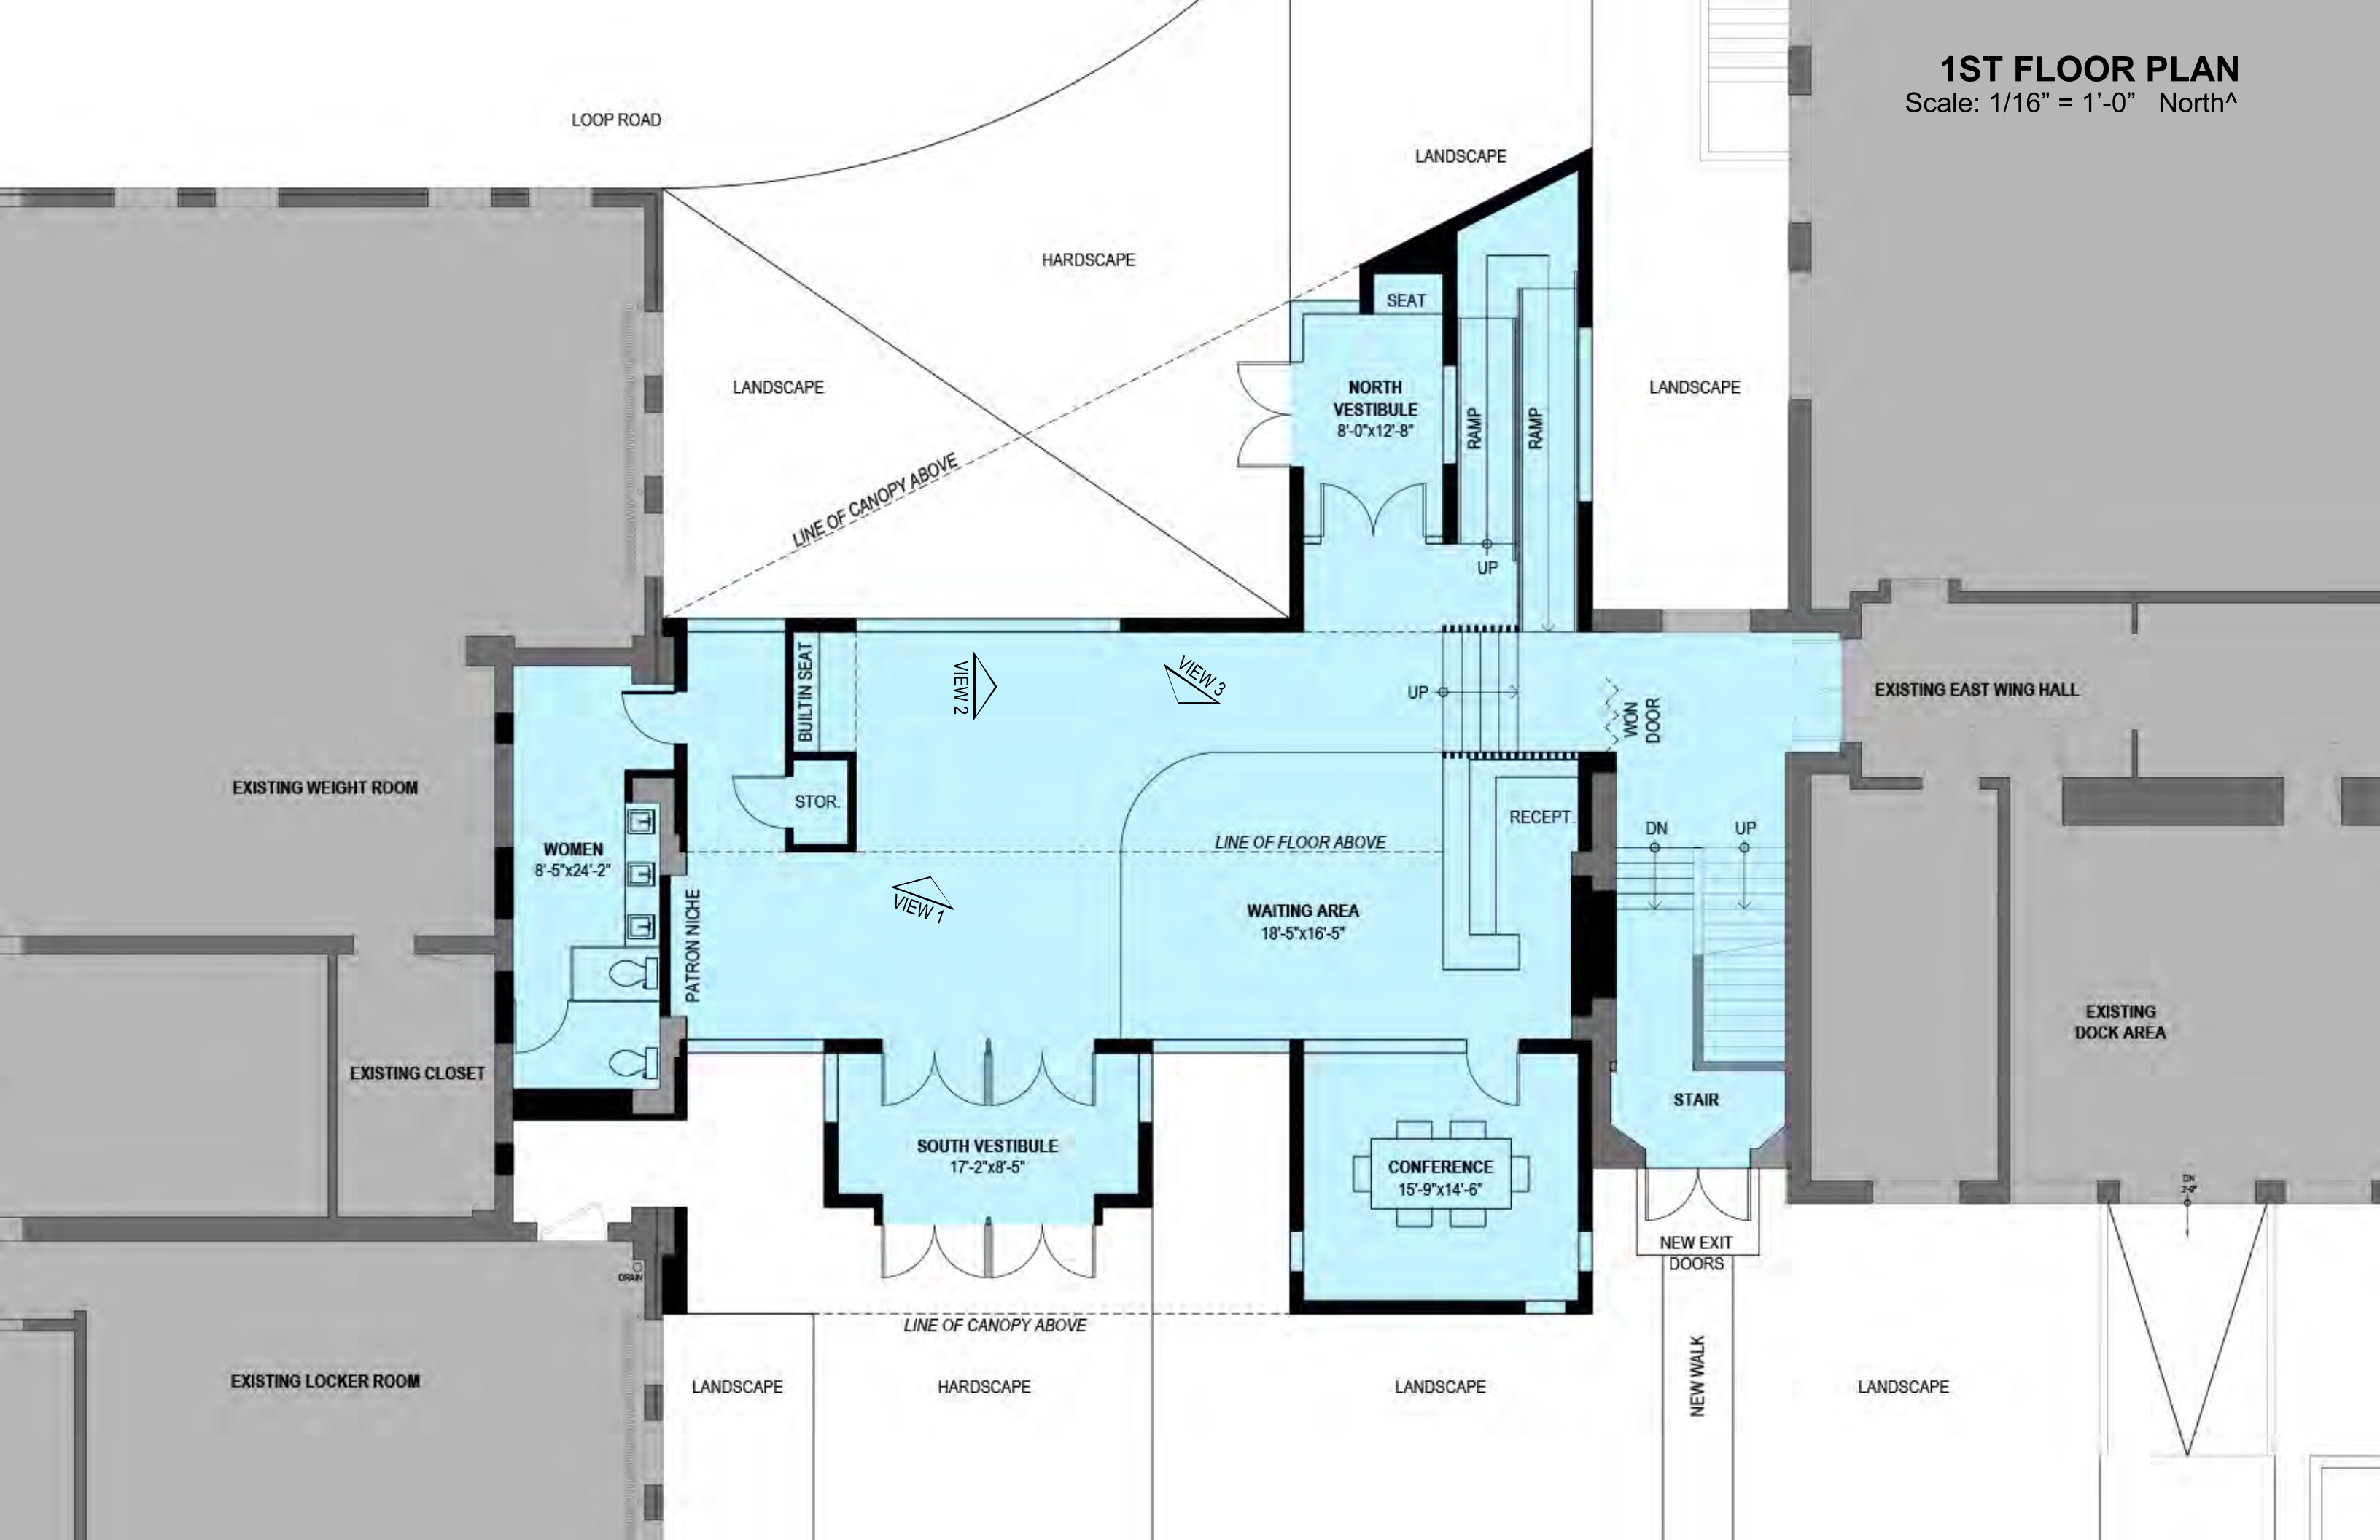 1ST FLOOR PLAN
Scale: 1/16” = 1’-0”   North^
LOOP ROAD
LANDSCAPE
HARDSCAPE
SEAT
LANDSCAPE
NORTH
VESTIBULE
8'-0"x12'-8"
RAMP
RAMP
LANDSCAPE
LINE OF CANOPY ABOVE
UP
BUILTIN SEAT
VIEW 2
VIEW 3
UP
WON
DOOR
EXISTING EAST WING HALL
EXISTING WEIGHT ROOM
STOR.
RECEPT.
DN
UP
LINE OF FLOOR ABOVE
WOMEN
8'-5"x24'-2"
PATRON NICHE
VIEW 1
WAITING AREA
18'-5"x16'-5"
EXISTING
DOCK AREA
EXISTING CLOSET
STAIR
SOUTH VESTIBULE
17'-2"x8'-5"
CONFERENCE
15'-9"x14'-6"
DN
NEW EXIT
DOORS
DRAIN
LINE OF CANOPY ABOVE
NEW WALK
EXISTING LOCKER ROOM
LANDSCAPE
HARDSCAPE
LANDSCAPE
LANDSCAPE